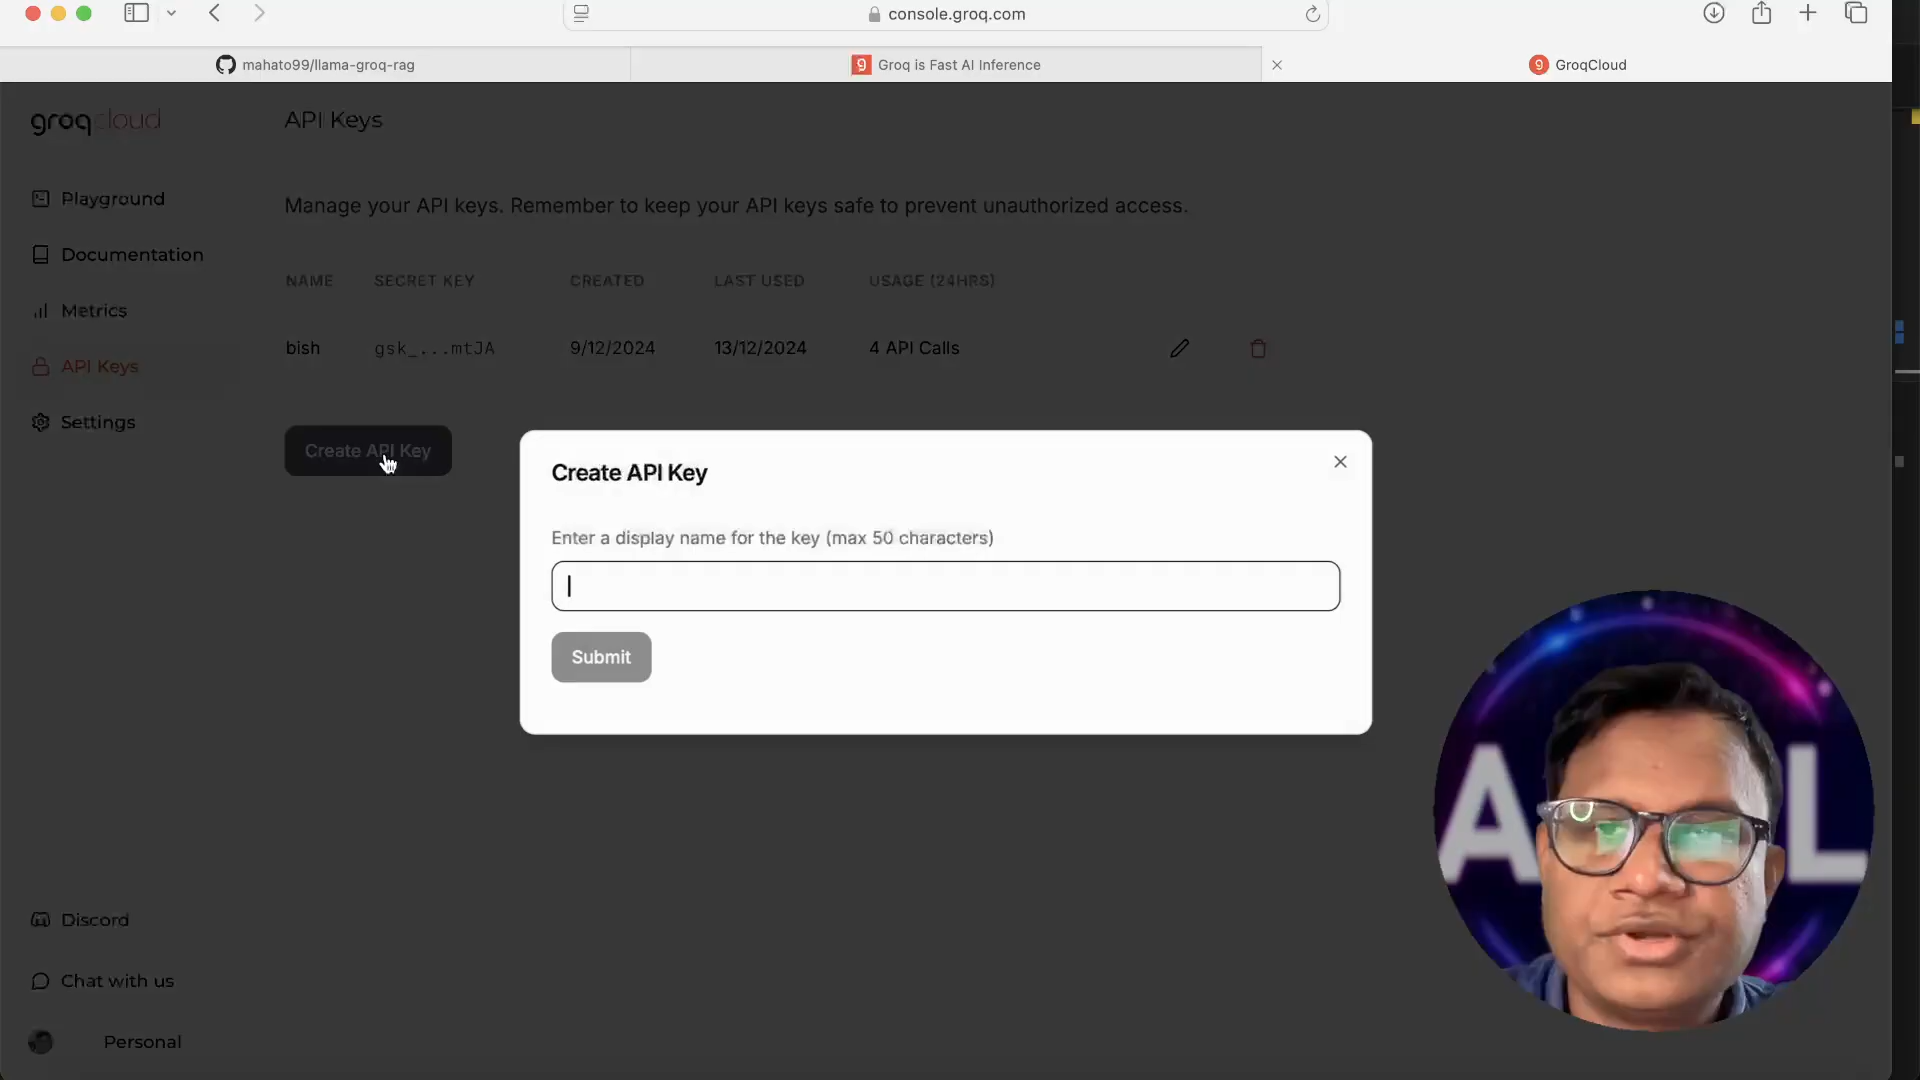 console.groq.com
mahato99/llama-groq-rag
Groq is Fast AI Inference
GroqCloud
groqcloud
API Keys
Playground
Documentation
Metrics
API Keys
Settings
Manage your API keys. Remember to keep your API keys safe to prevent unauthorized access.
NAME SECRET KEY CREATED LAST USED USAGE (24HRS)
bish gsk_...mtJA 9/12/2024 13/12/2024 4 API Calls
Create API Key
Create API Key
Enter a display name for the key (max 50 characters)
Submit
Discord
Chat with us
Personal
A L